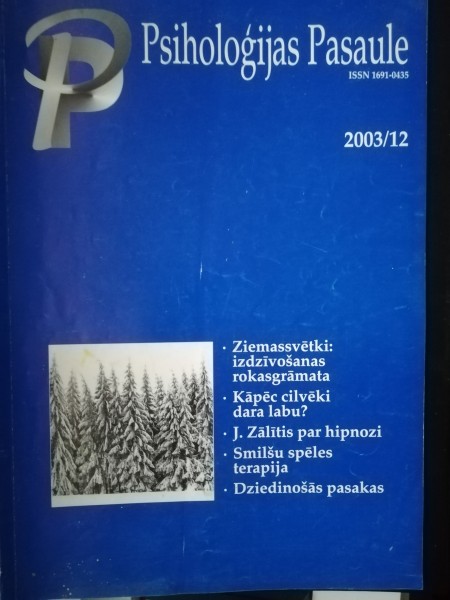 Psiholoģijas Pasaule
ISSN 1691-0435
2003/12
· Ziemassvētki:
izdzīvošanas
rokasgrāmata
· Kāpēc cilvēki
dara labu?
· J. Zālītis par hipnozi
· Smilšu spēles
terapija
· Dziedinošās pasakas